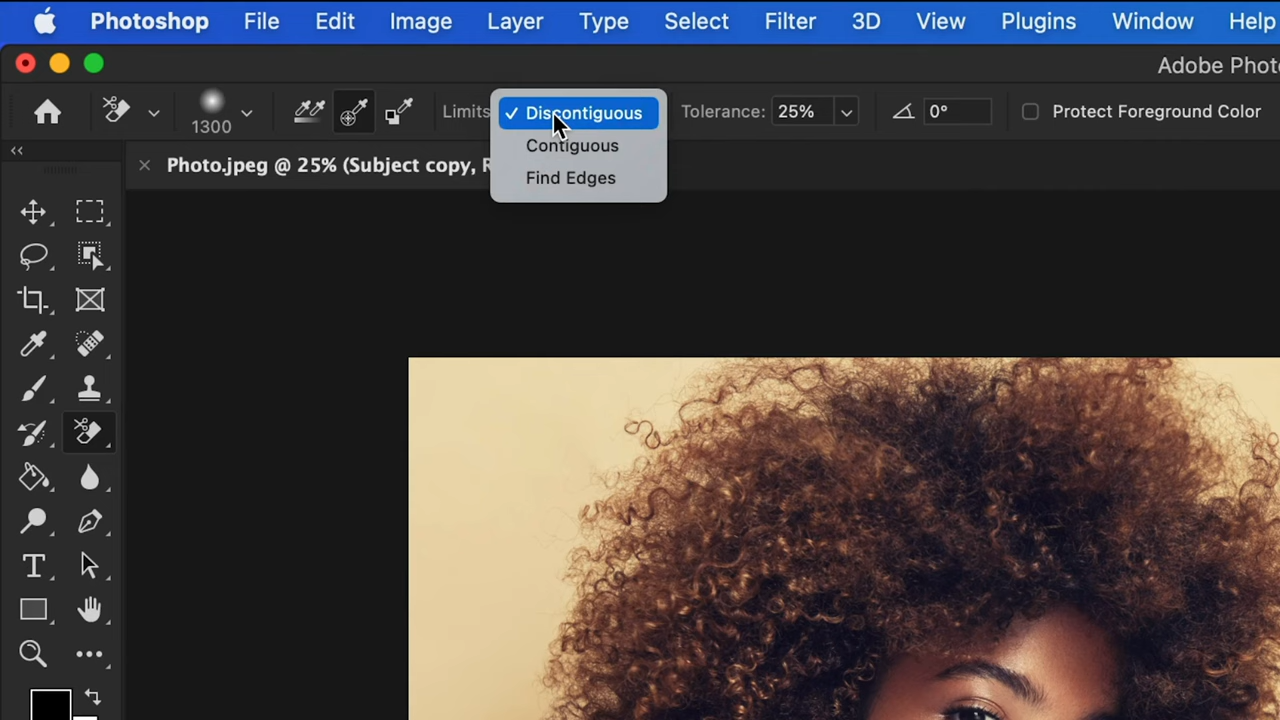 Photoshop File Edit Image Layer Type Select Filter 3D View Plugins Window Help
Adobe Phot
1300 Limits Discontiguous Tolerance: 25% 0° Protect Foreground Color
Contiguous
Find Edges
Photo.jpeg @ 25% (Subject copy, R